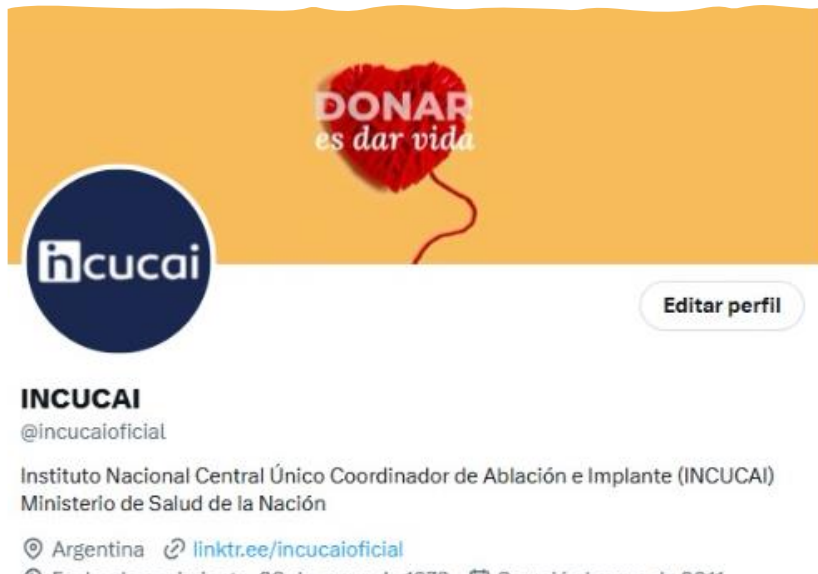 DONAR
es dar vida
incucai
Editar perfil
INCUCAI
@incucaioficial
Instituto Nacional Central Único Coordinador de Ablación e Implante (INCUCAI)
Ministerio de Salud de la Nación
Argentina linktr.ee/incucaioficial